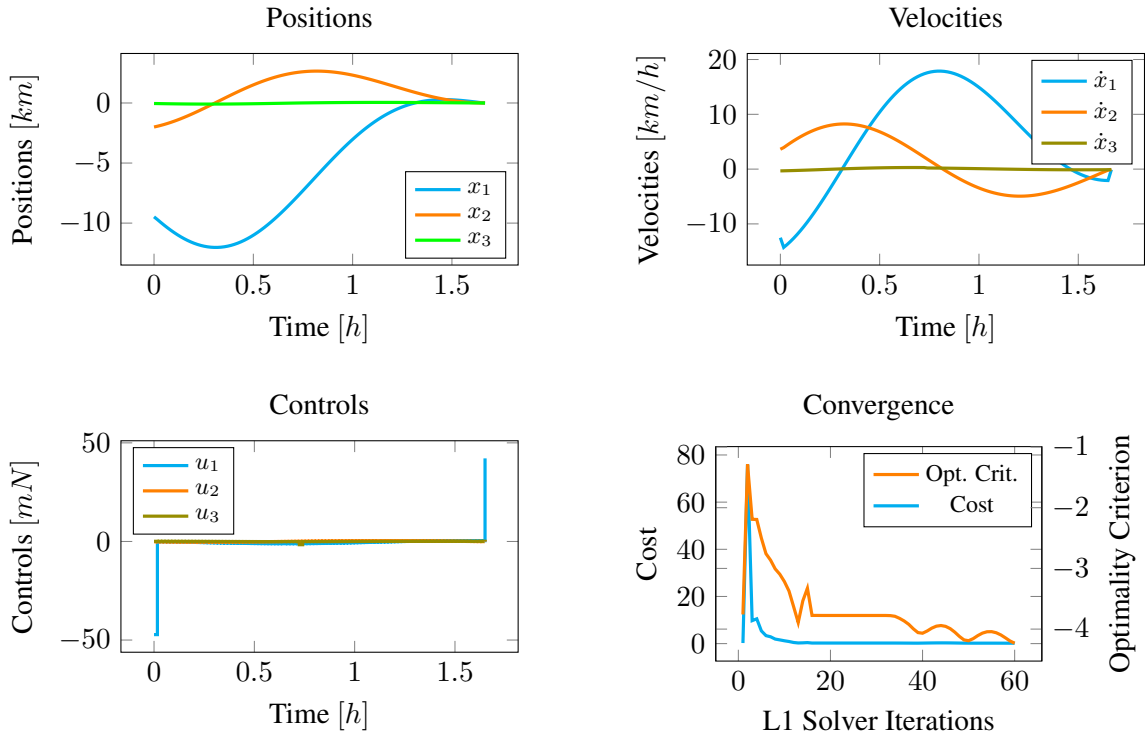 Positions
Positions [km]
0
−5
−10
x₁
x₂
x₃
0
0.5
1
1.5
Time [h]
Velocities
Velocities [km/h]
20
10
0
−10
ẋ₁
ẋ₂
ẋ₃
0
0.5
1
1.5
Time [h]
Controls
Controls [mN]
50
0
−50
u₁
u₂
u₃
0
0.5
1
1.5
Time [h]
Convergence
Cost
80
60
40
20
0
Opt. Crit.
Cost
−1
−2
−3
−4
Optimality Criterion
0
20
40
60
L1 Solver Iterations